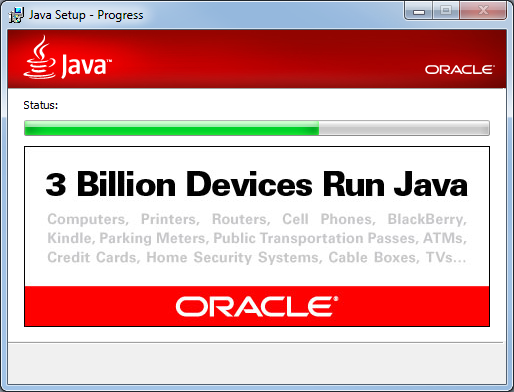 Java Setup - Progress
Java™
ORACLE®
Status:
3 Billion Devices Run Java
Computers, Printers, Routers, Cell Phones, BlackBerry,
Kindle, Parking Meters, Public Transportation Passes, ATMs,
Credit Cards, Home Security Systems, Cable Boxes, TVs...
ORACLE®